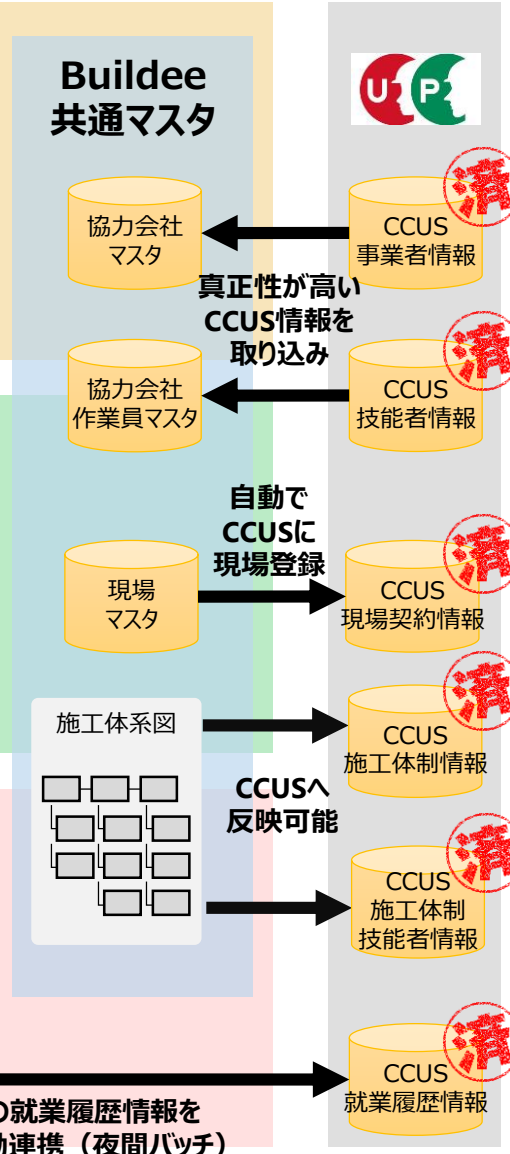 Buildee
共通マスタ
U P
協力会社
マスタ
CCUS
事業者情報
済
真正性が高い
CCUS情報を
取り込み
協力会社
作業員マスタ
CCUS
技能者情報
済
自動で
CCUSに
現場登録
現場
マスタ
CCUS
現場契約情報
済
施工体系図
CCUS
施工体制情報
済
CCUSへ
反映可能
CCUS
施工体制
技能者情報
済
CCUS
就業履歴情報
済
の就業履歴情報を
動連携（夜間バッチ）